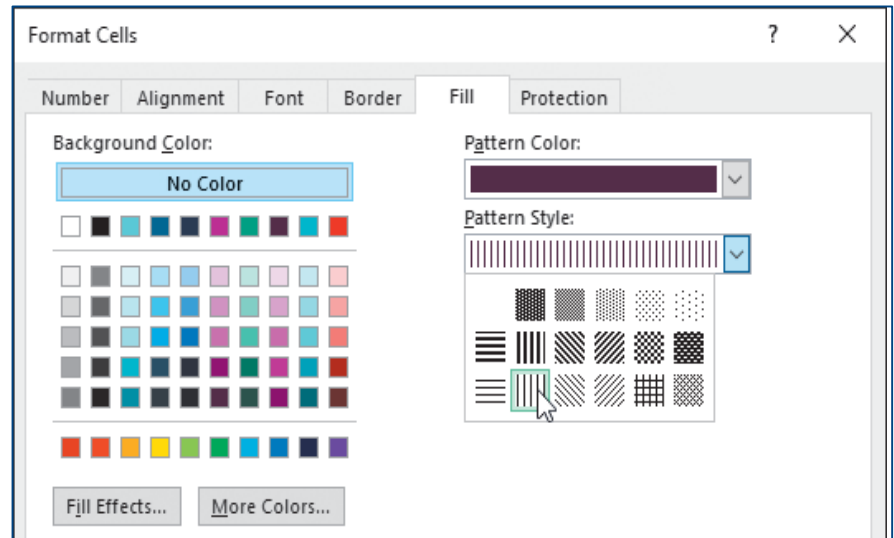 Format Cells ?
Number Alignment Font Border Fill Protection
Background Color:
No Color
Pattern Color:
Pattern Style:
Fill Effects... More Colors...